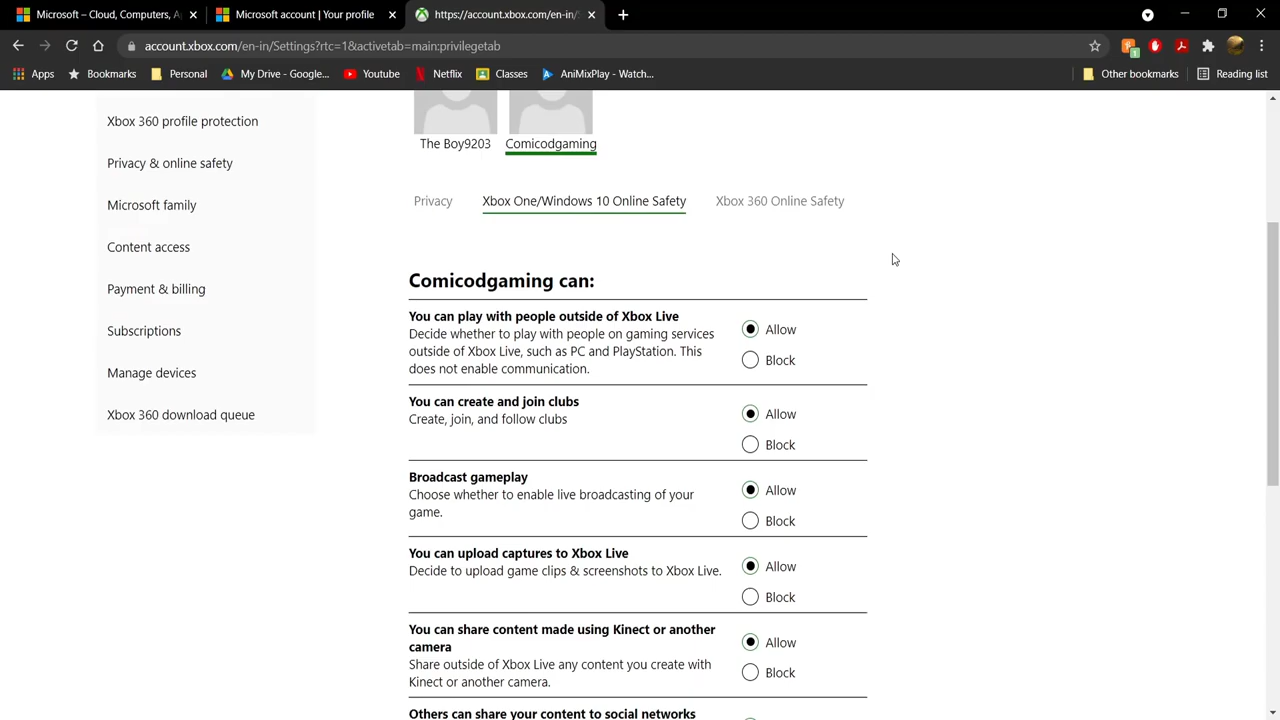 Microsoft – Cloud, Computers, A
Microsoft account | Your profile
https://account.xbox.com/en-in/
account.xbox.com/en-in/Settings?rtc=1&activetab=main:privilegetab
Apps
Bookmarks
Personal
My Drive - Google...
Youtube
Netflix
Classes
AniMixPlay - Watch...
Other bookmarks
Reading list
Xbox 360 profile protection
Privacy & online safety
Microsoft family
Content access
Payment & billing
Subscriptions
Manage devices
Xbox 360 download queue
The Boy9203
Comicodgaming
Privacy
Xbox One/Windows 10 Online Safety
Xbox 360 Online Safety
Comicodgaming can:
You can play with people outside of Xbox Live
Decide whether to play with people on gaming services
outside of Xbox Live, such as PC and PlayStation. This
does not enable communication.
Allow
Block
You can create and join clubs
Create, join, and follow clubs
Allow
Block
Broadcast gameplay
Choose whether to enable live broadcasting of your
game.
Allow
Block
You can upload captures to Xbox Live
Decide to upload game clips & screenshots to Xbox Live.
Allow
Block
You can share content made using Kinect or another
camera
Share outside of Xbox Live any content you create with
Kinect or another camera.
Allow
Block
Others can share your content to social networks